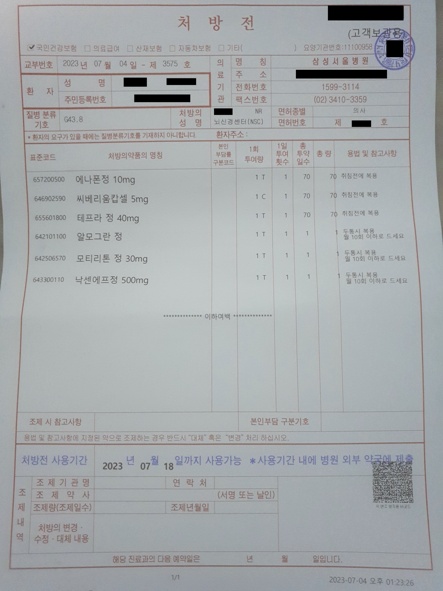 처방전
(고객보관용)
✓국민건강보험 □의료급여 □산재보험 □자동차보험 □기타( ) 요양기관번호:11100958
교부번호 2023 년 07 월 04 일 - 제 3575 호
의료기관 명칭 삼성서울병원
주소
전화번호 1599-3114
팩스번호 (02) 3410-3359
환자 성명
주민등록번호
질병 분류 기호 G43.8
처방의 성명 NR
뇌신경센터(NSC)
면허종별 의사
면허번호 제 호
* 환자의 요구가 있을 때에는 질병분류기호를 기재하지 아니합니다.
환자주소 :
표준코드 처방의약품의 명칭 본인부담률구분코드 1회투여량 1일투여횟수 총투약일수 총 량 용법 및 참고사항
657200500 에나폰정 10mg 1 T 1 70 70 취침전에 복용
646902590 씨베리움캅셀 5mg 1 C 1 70 70 취침전에 복용
655601800 테프라 정 40mg 1 T 1 70 70 취침전에 복용
642101100 알모그란 정 1 T 1 1 1 두통시 복용
월 10회 이하로 드세요
642506570 모티리톤 정 30mg 1 T 1 1 1 두통시 복용
월 10회 이하로 드세요
643300110 낙센에프정 500mg 1 T 1 1 1 두통시 복용
월 10회 이하로 드세요
************** 이하여백 **************
조제 시 참고사항 본인부담 구분기호
용법 및 참고사항에 지정된 약으로 조제하는 경우 반드시 "대체" 혹은 "변경" 처리 하십시오.
처방전 사용기간 2023 년 07 월 18 일까지 사용가능 *사용기간 내에 병원 외부 약국에 제출
조제내역
조제기관명 연락처
조제약사 (서명 또는 날인)
조제량(조제일수) 조제년월일
처방의 변경·
수정·대체 내용
해당 진료과의 다음 예약일은 년 월 일입니다.
1/1
2023-07-04 오후 01:23:26